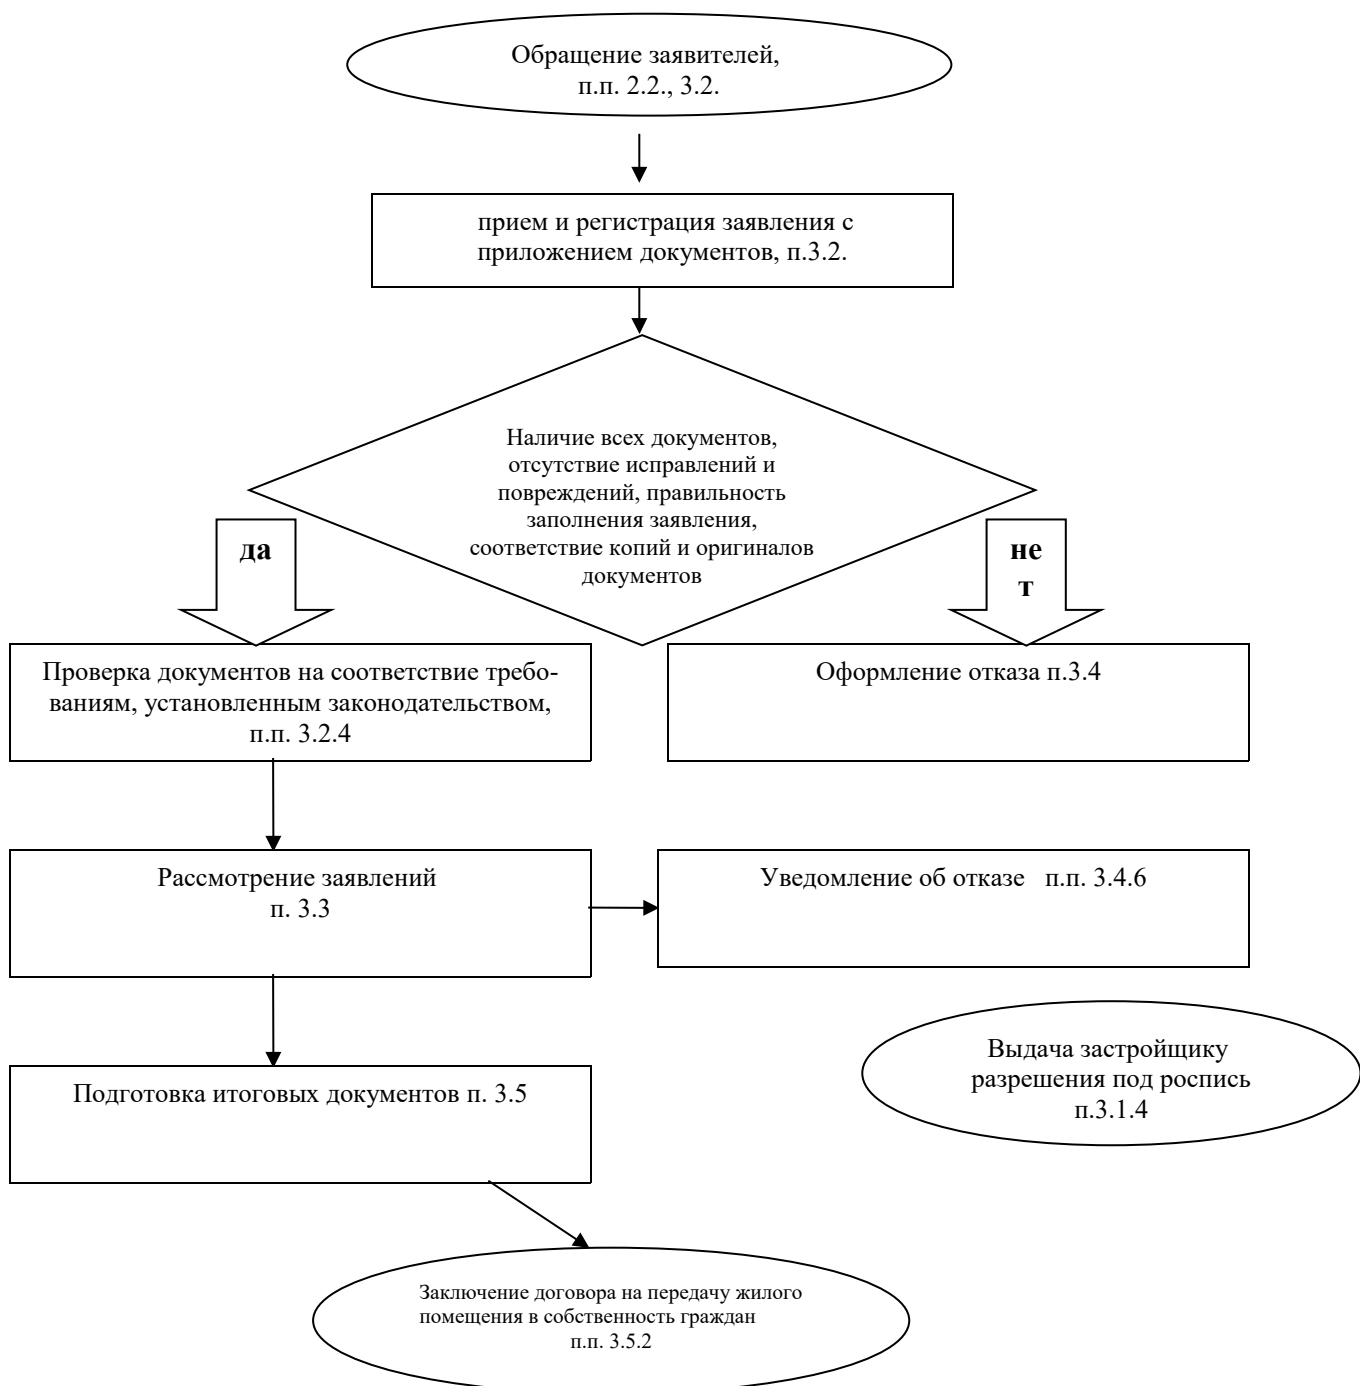 Обращение заявителей,
п.п. 2.2., 3.2.
прием и регистрация заявления с
приложением документов, п.3.2.
Наличие всех документов,
отсутствие исправлений и
повреждений, правильность
заполнения заявления,
соответствие копий и оригиналов
документов
да
не
т
Проверка документов на соответствие требо-
ваниям, установленным законодательством,
п.п. 3.2.4
Оформление отказа п.3.4
Рассмотрение заявлений
п. 3.3
Уведомление об отказе п.п. 3.4.6
Выдача застройщику
разрешения под роспись
п.3.1.4
Подготовка итоговых документов п. 3.5
Заключение договора на передачу жилого
помещения в собственность граждан
п.п. 3.5.2